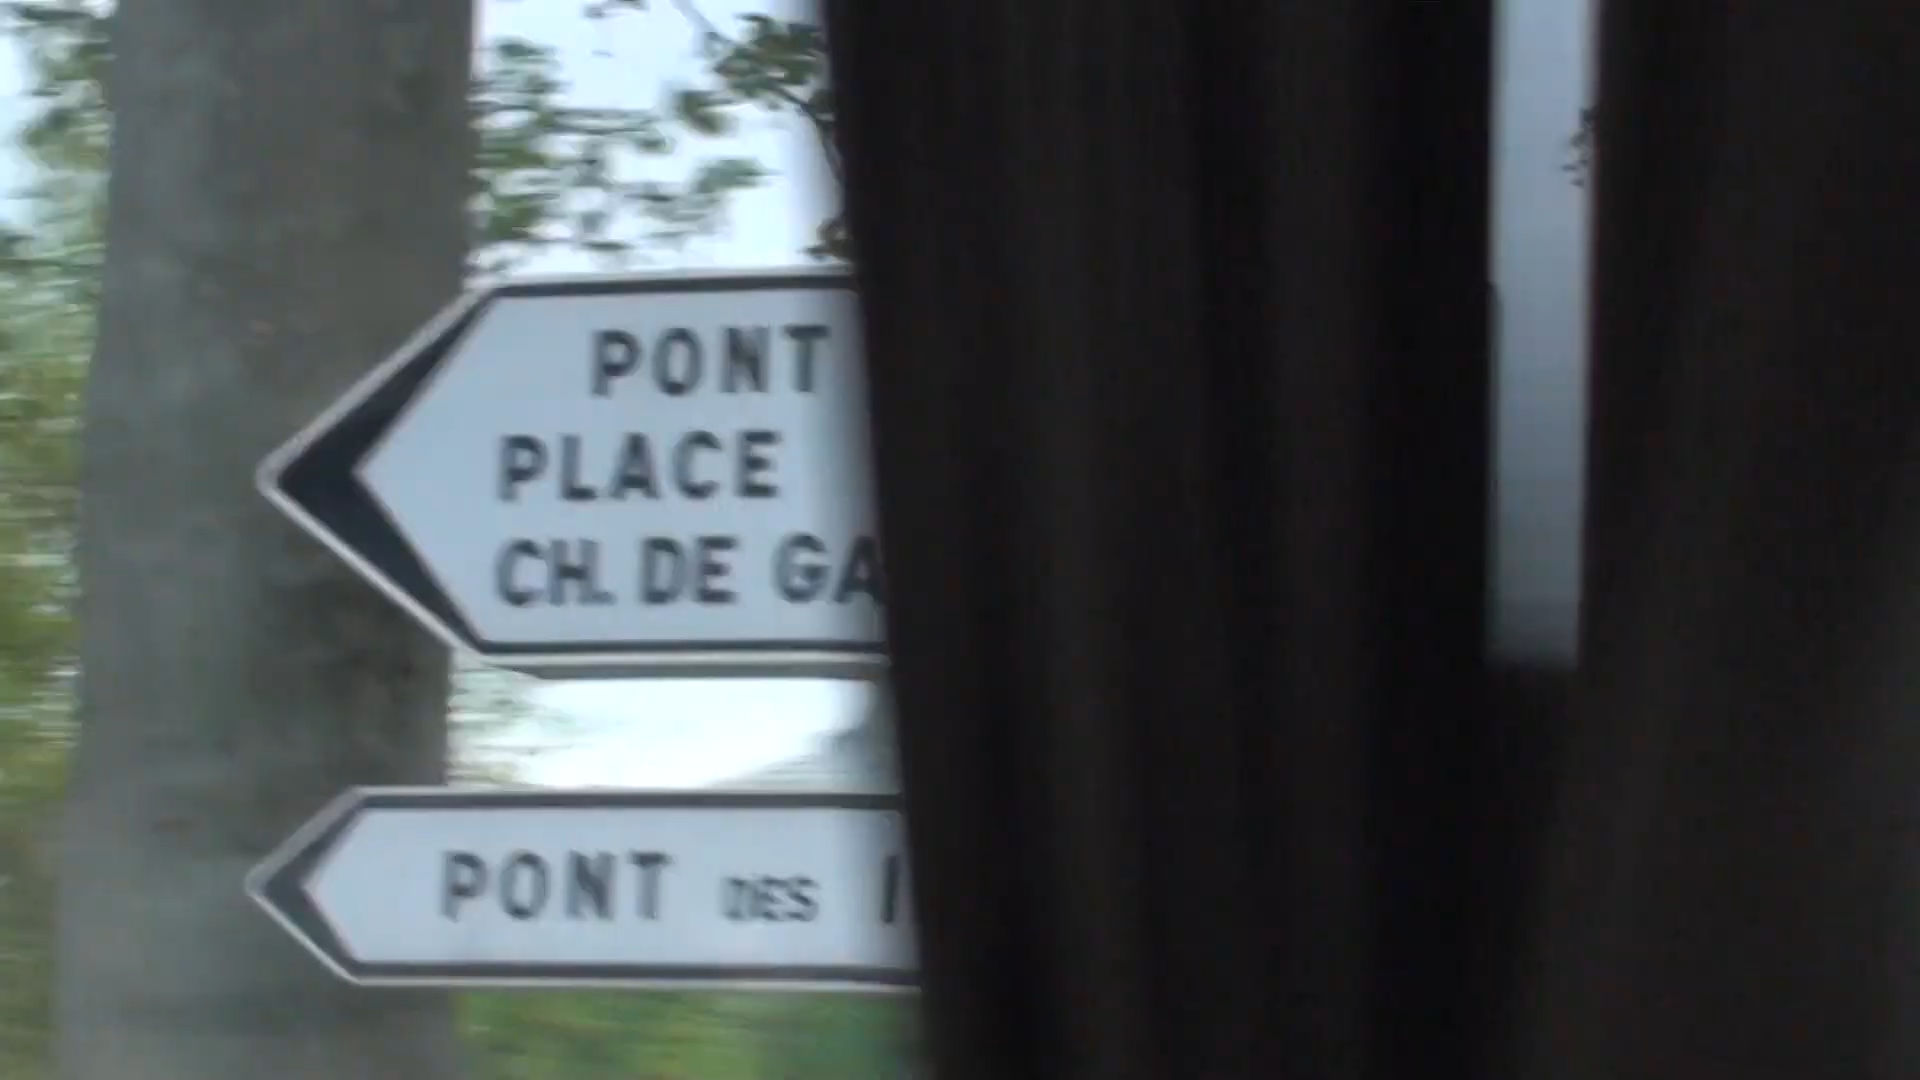 PONT
PLACE
CH. DE GA
PONT DES